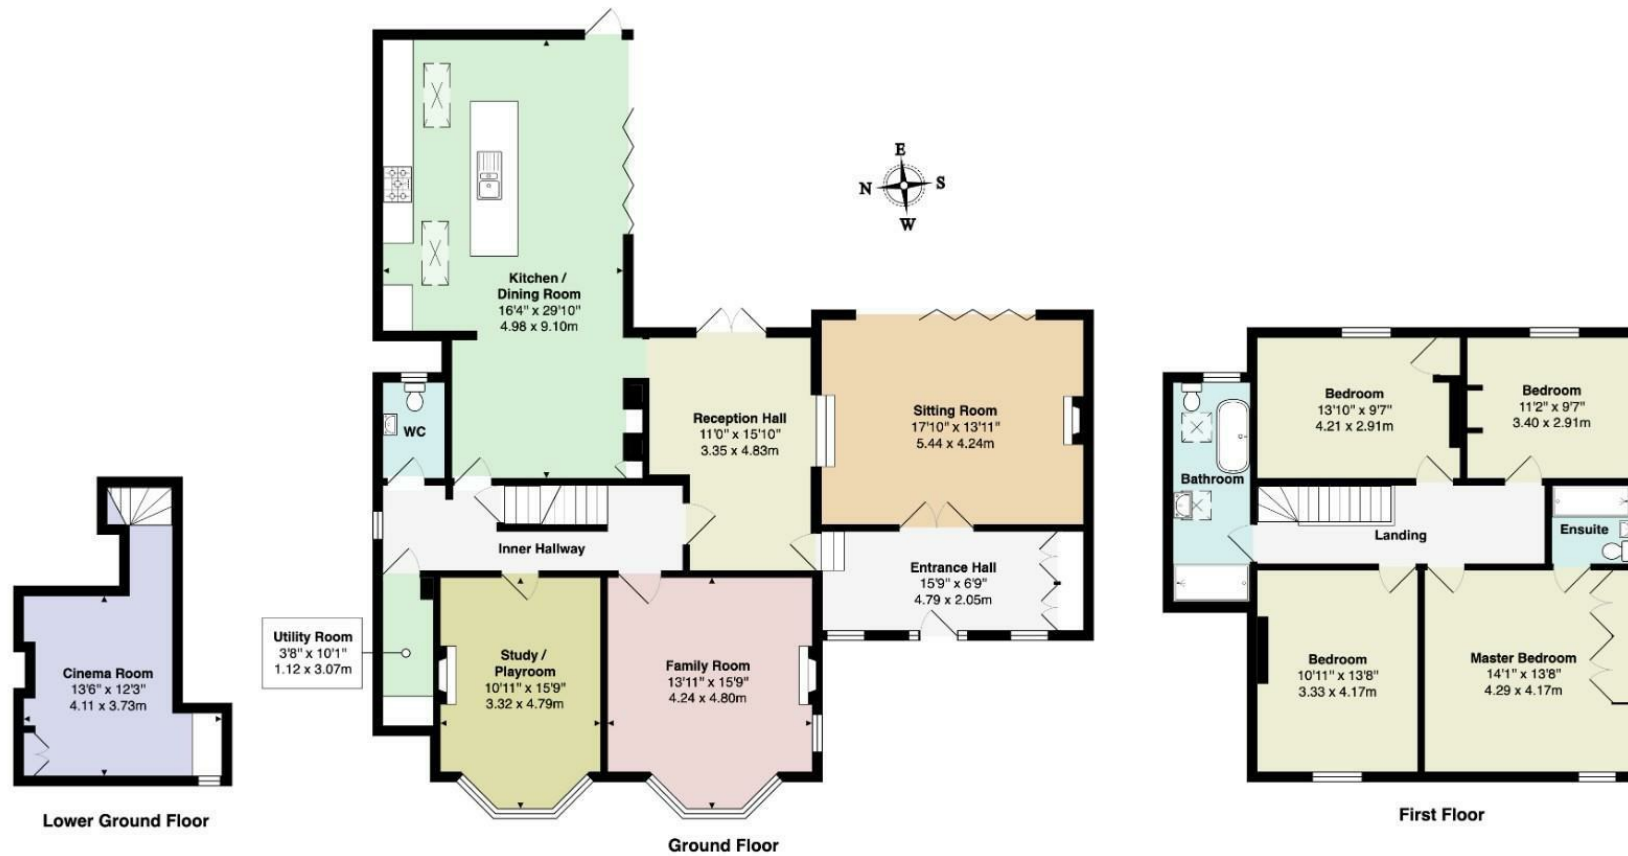 Kitchen /
Dining Room
16'4" x 29'10"
4.98 x 9.10m
E
N
S
W
WC
Reception Hall
11'0" x 15'10"
3.35 x 4.83m
Sitting Room
17'10" x 13'11"
5.44 x 4.24m
Inner Hallway
Entrance Hall
15'9" x 6'9"
4.79 x 2.05m
Utility Room
3'8" x 10'1"
1.12 x 3.07m
Study /
Playroom
10'11" x 15'9"
3.32 x 4.79m
Family Room
13'11" x 15'9"
4.24 x 4.80m
Cinema Room
13'6" x 12'3"
4.11 x 3.73m
Lower Ground Floor
Ground Floor
Bedroom
13'10" x 9'7"
4.21 x 2.91m
Bedroom
11'2" x 9'7"
3.40 x 2.91m
Bathroom
Landing
Ensuite
Bedroom
10'11" x 13'8"
3.33 x 4.17m
Master Bedroom
14'1" x 13'8"
4.29 x 4.17m
First Floor